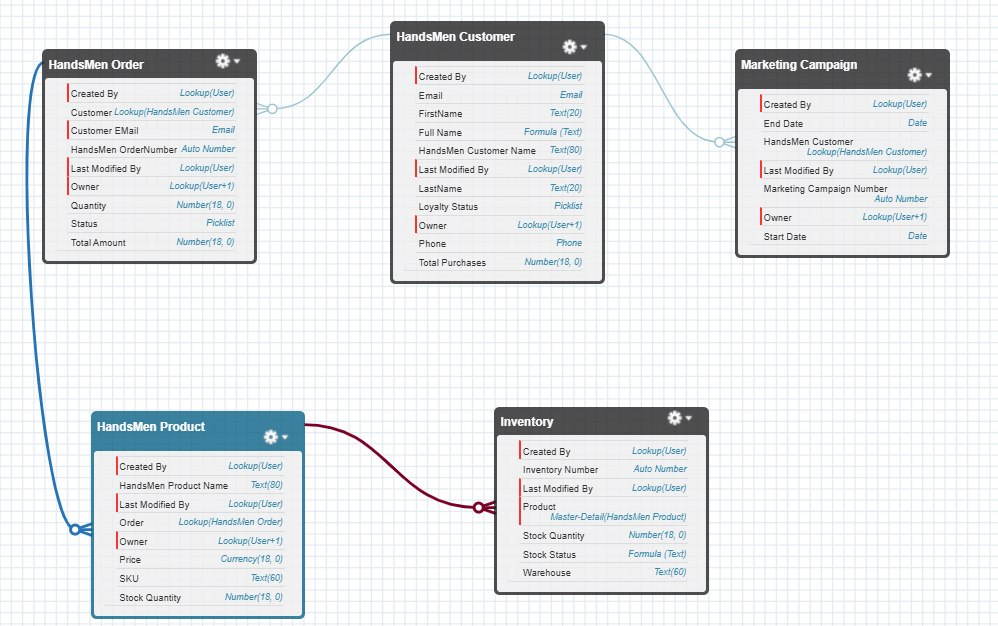 HandsMen Order
Created By Lookup(User)
Customer Lookup(HandsMen Customer)
Customer EMail Email
HandsMen OrderNumber Auto Number
Last Modified By Lookup(User)
Owner Lookup(User+1)
Quantity Number(18, 0)
Status Picklist
Total Amount Number(18, 0)
HandsMen Customer
Created By Lookup(User)
Email Email
FirstName Text(20)
Full Name Formula (Text)
HandsMen Customer Name Text(80)
Last Modified By Lookup(User)
LastName Text(20)
Loyalty Status Picklist
Owner Lookup(User+1)
Phone Phone
Total Purchases Number(18, 0)
Marketing Campaign
Created By Lookup(User)
End Date Date
HandsMen Customer
Lookup(HandsMen Customer)
Last Modified By Lookup(User)
Marketing Campaign Number
Auto Number
Owner Lookup(User+1)
Start Date Date
HandsMen Product
Created By Lookup(User)
HandsMen Product Name Text(80)
Last Modified By Lookup(User)
Order Lookup(HandsMen Order)
Owner Lookup(User+1)
Price Currency(18, 0)
SKU Text(60)
Stock Quantity Number(18, 0)
Inventory
Created By Lookup(User)
Inventory Number Auto Number
Last Modified By Lookup(User)
Product
Master-Detail(HandsMen Product)
Stock Quantity Number(18, 0)
Stock Status Formula (Text)
Warehouse Text(60)